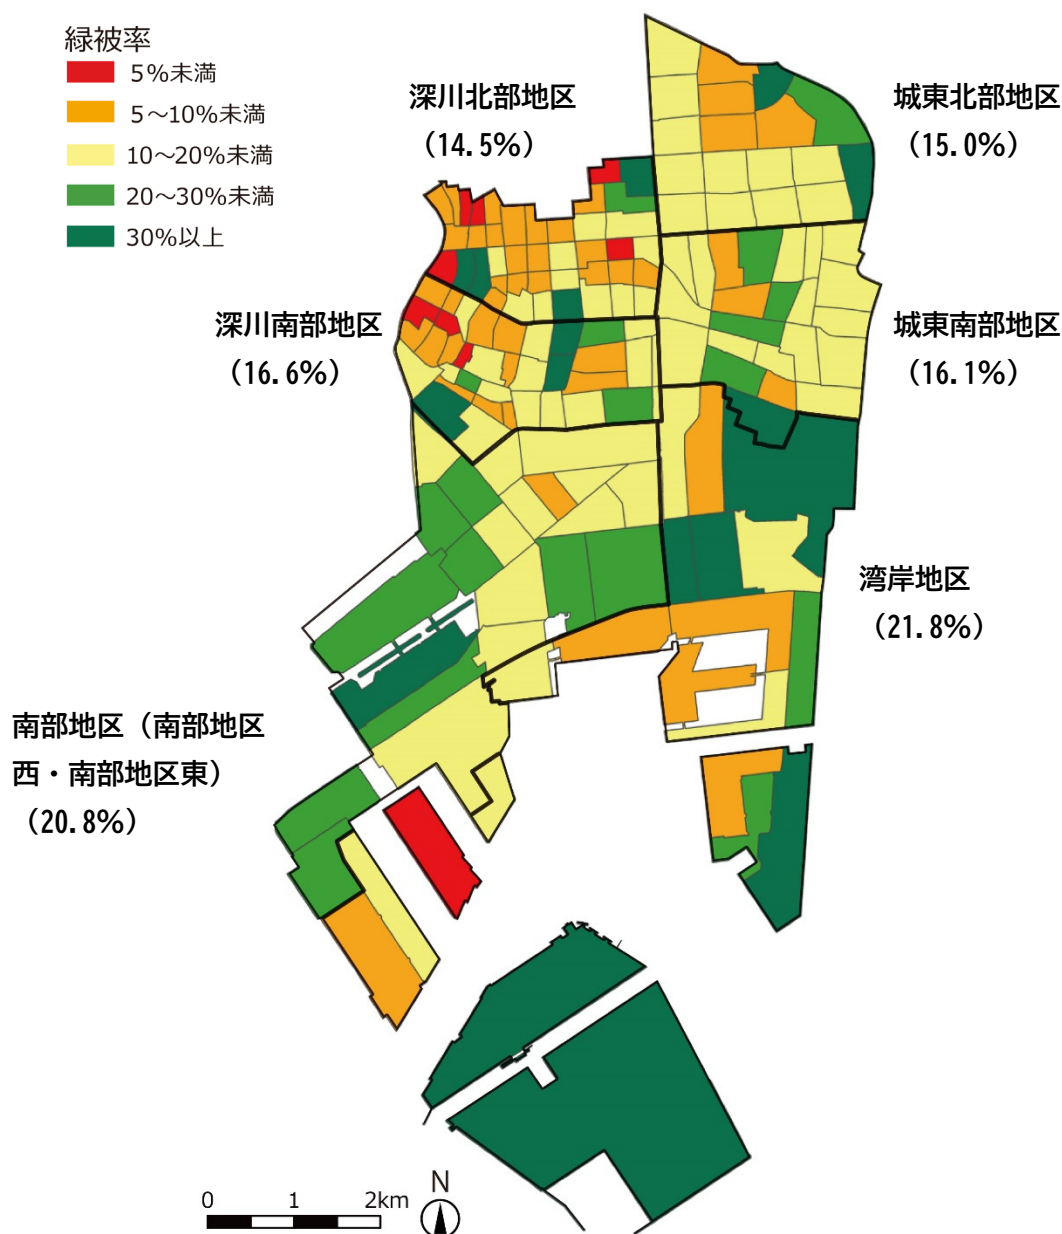 緑被率
5%未満
5～10%未満
10～20%未満
20～30%未満
30%以上
深川北部地区
（14.5%）
城東北部地区
（15.0%）
深川南部地区
（16.6%）
城東南部地区
（16.1%）
湾岸地区
（21.8%）
南部地区（南部地区
西・南部地区東）
（20.8%）
0 1 2km
N